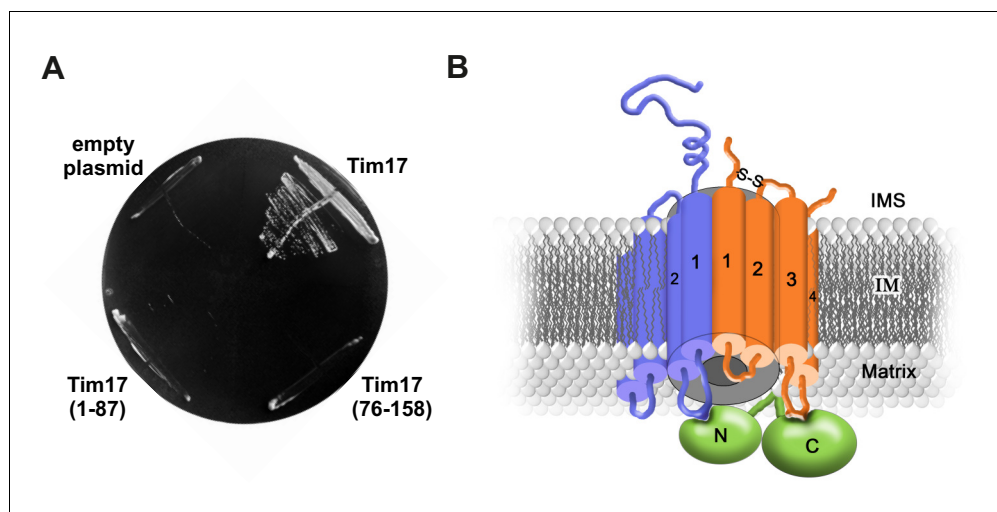 A
B
empty
plasmid
Tim17
Tim17
(1-87)
Tim17
(76-158)
S-S
IMS
2
1
1
2
3
4
IM
Matrix
N
C